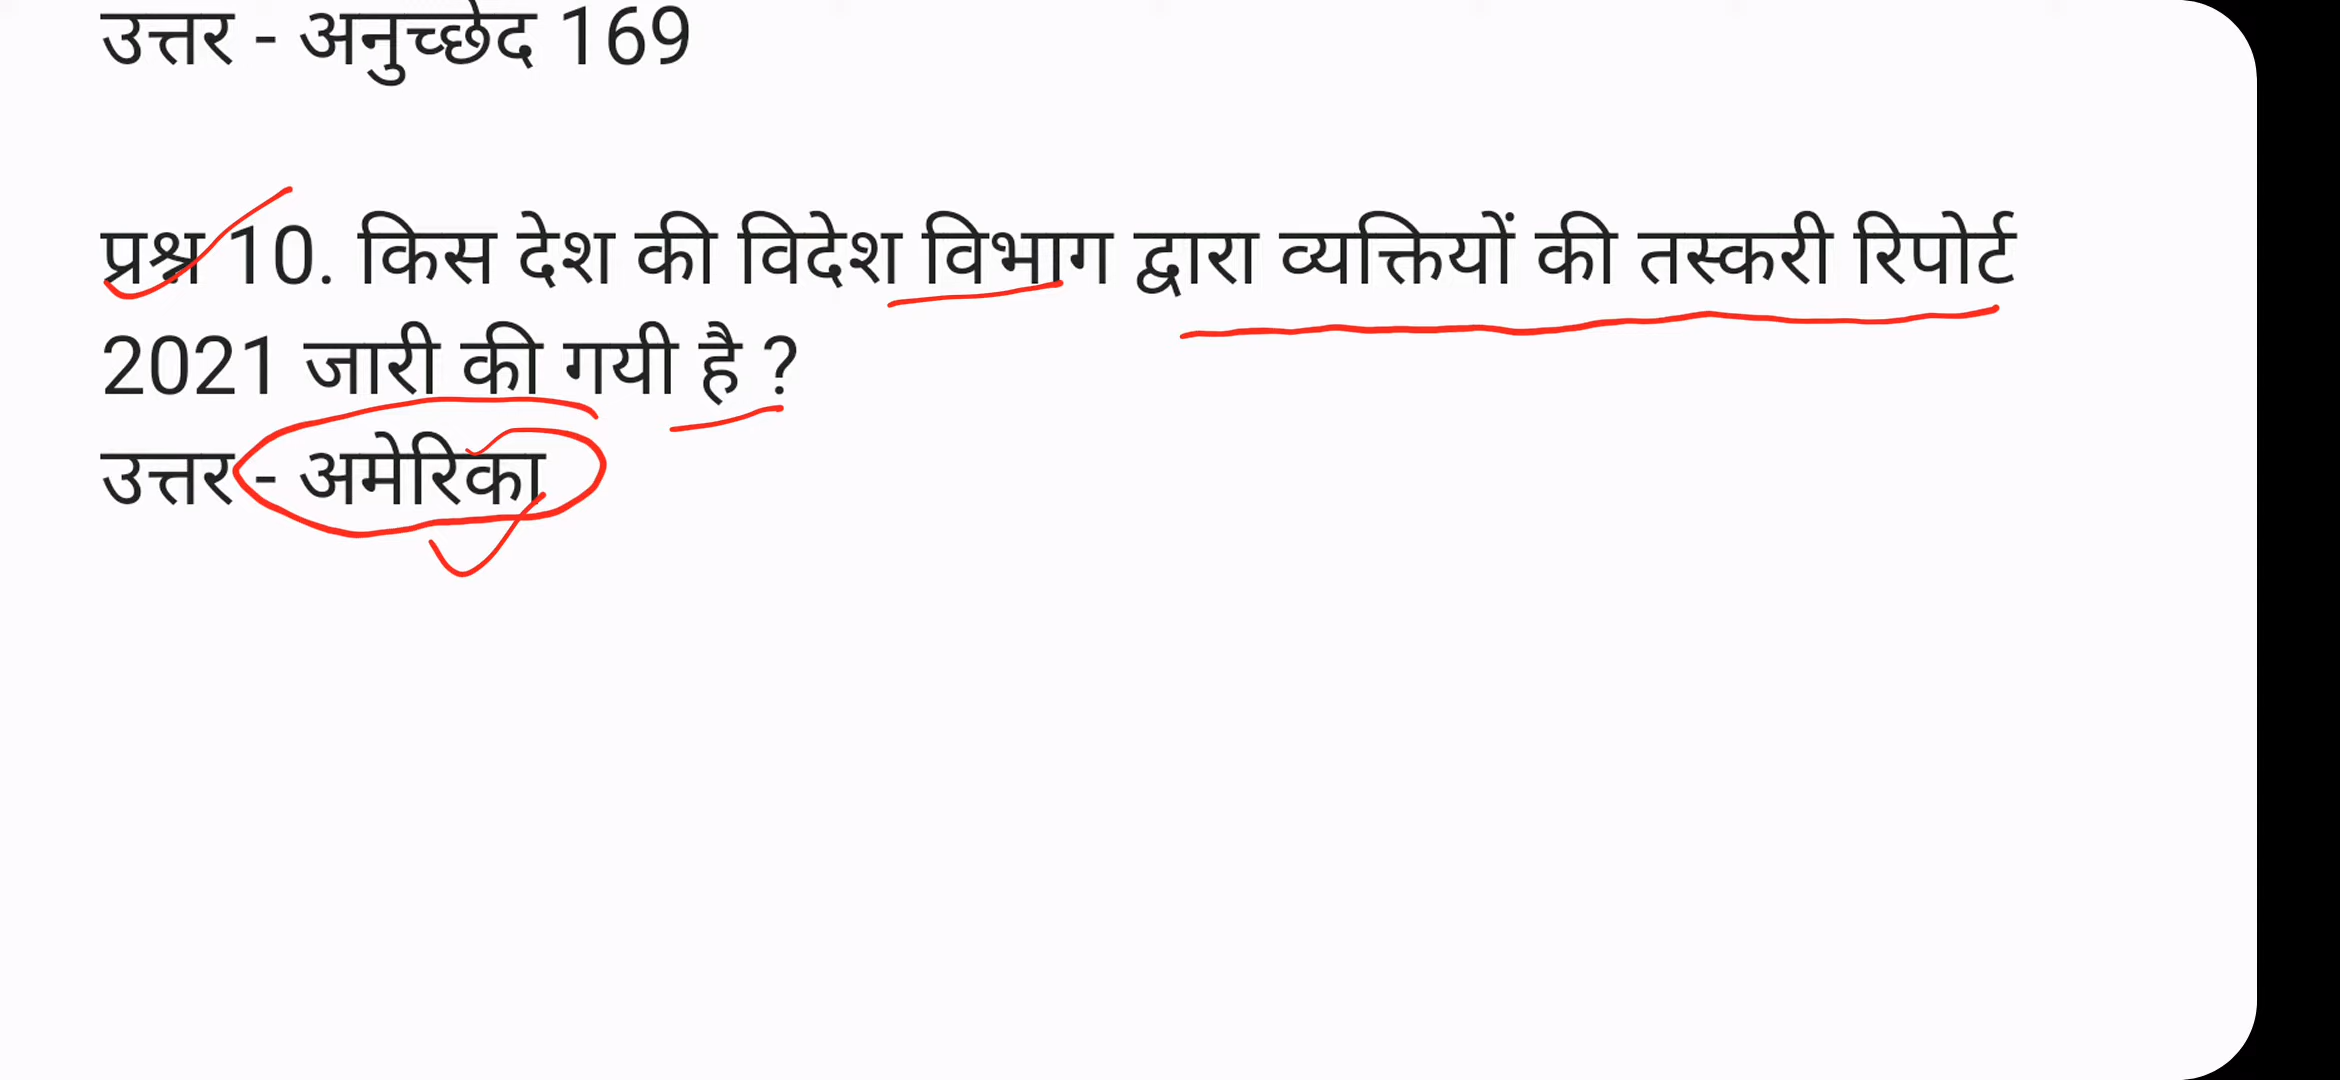 उत्तर - अनुच्छेद 169
प्रश्न 10. किस देश की विदेश विभाग द्वारा व्यक्तियों की तस्करी रिपोर्ट
2021 जारी की गयी है ?
उत्तर - अमेरिका